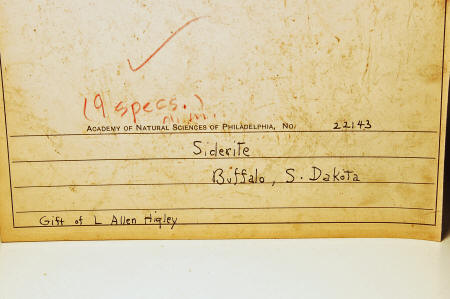 (9 specs.)
ACADEMY OF NATURAL SCIENCES OF PHILADELPHIA, NO. 22143
Siderite
Buffalo, S. Dakota
Gift of L Allen Higley